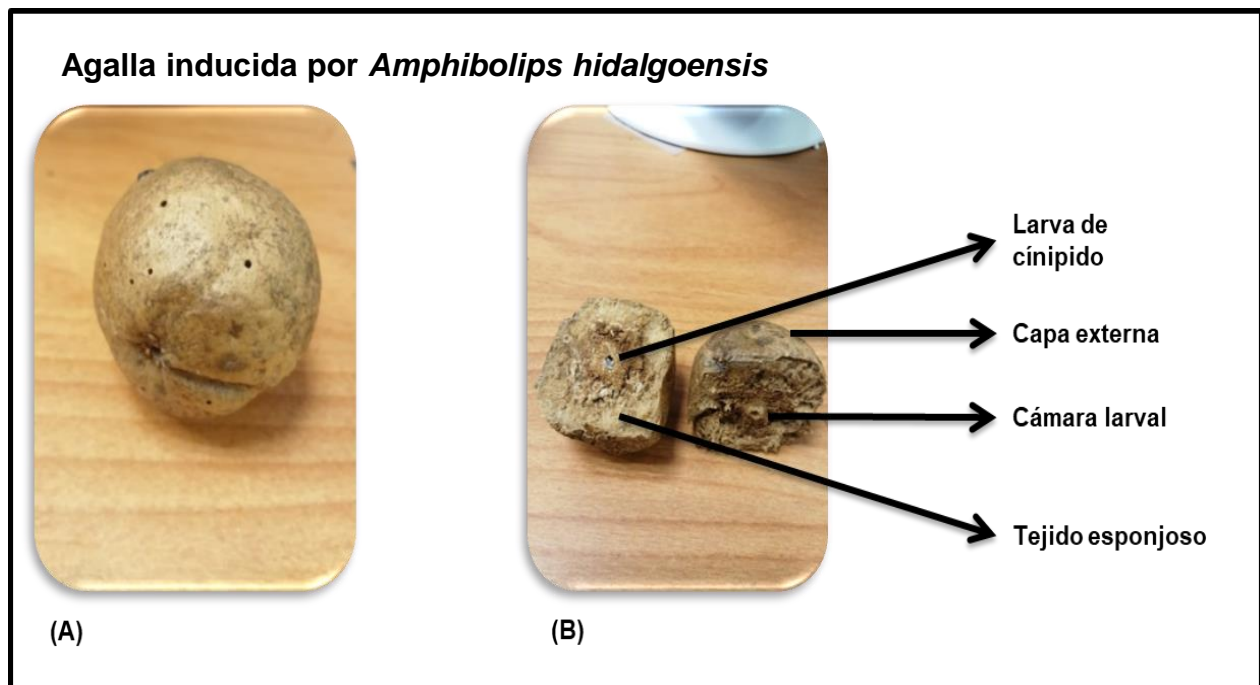 Agalla inducida por Amphibolips hidalgoensis
Larva de
cínipido
Capa externa
Cámara larval
Tejido esponjoso
(A)
(B)